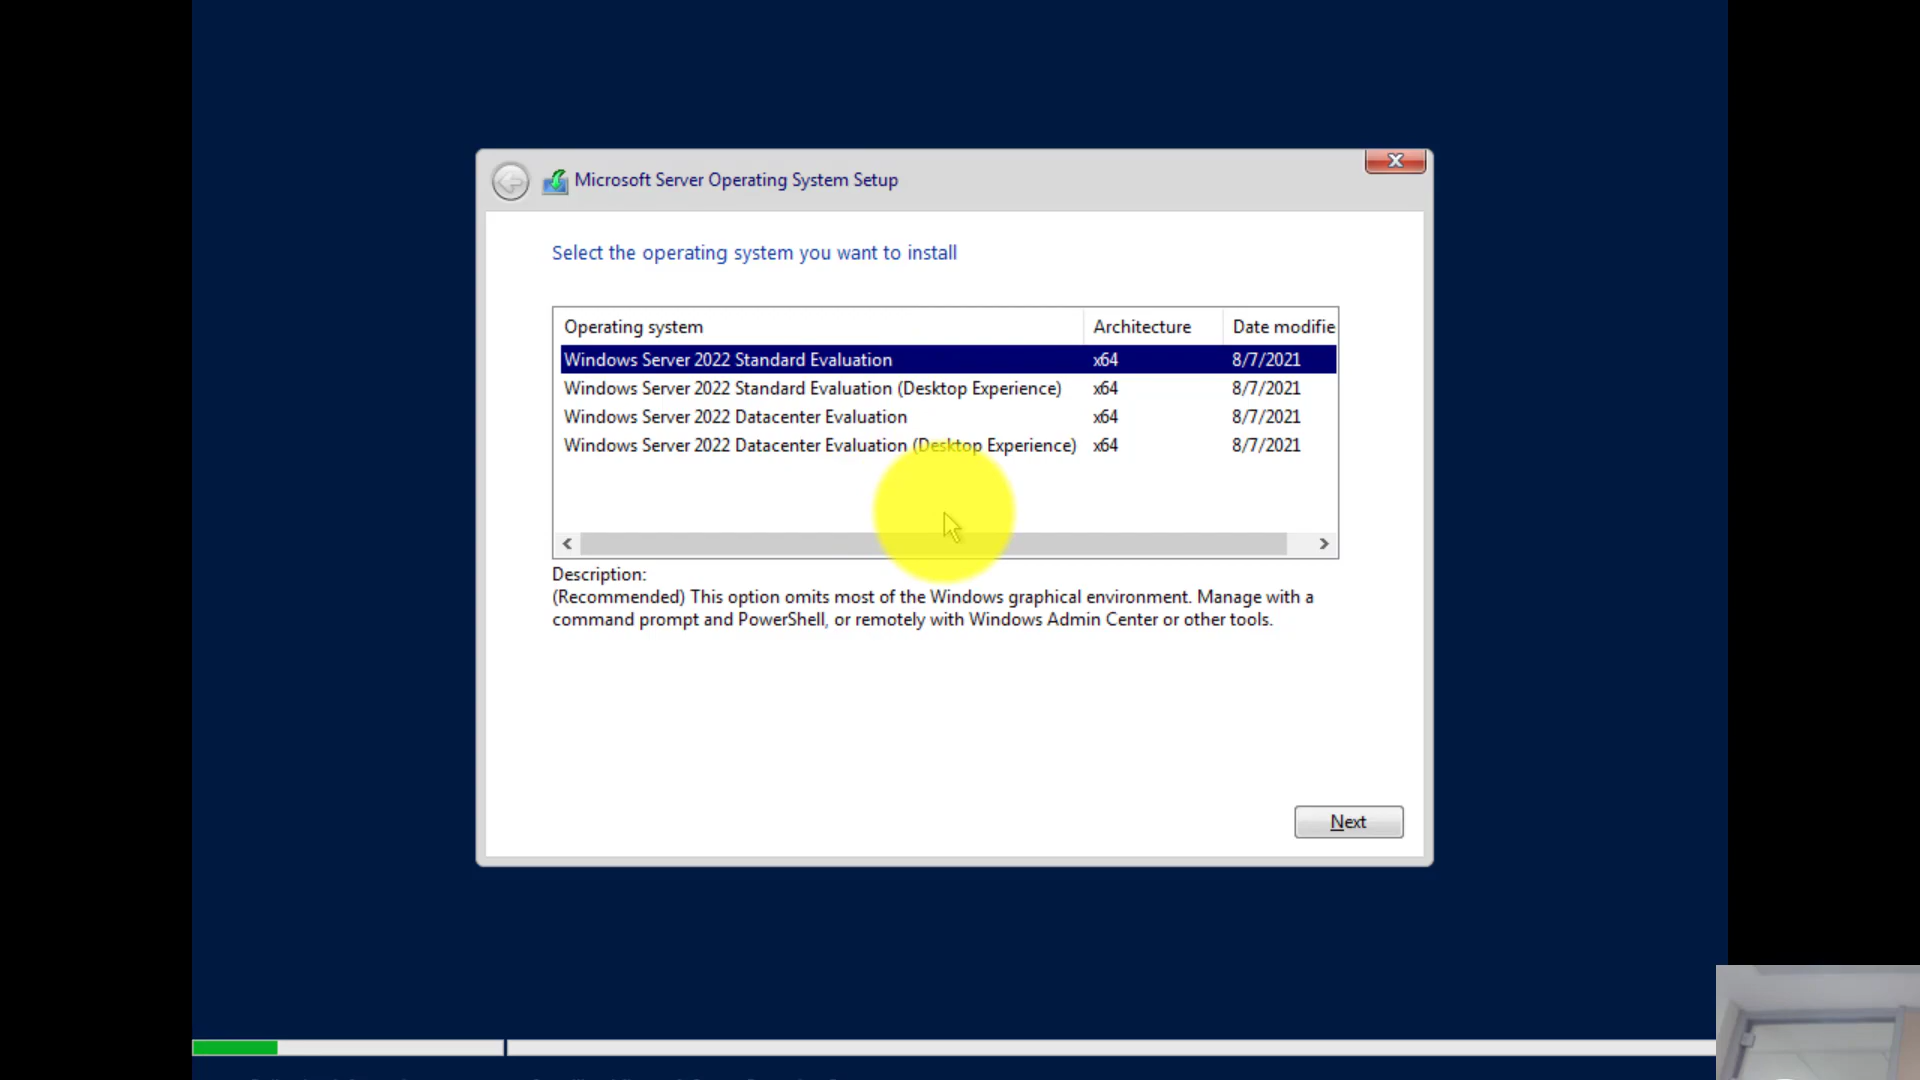 Microsoft Server Operating System Setup
Select the operating system you want to install
Operating system Architecture Date modifie
Windows Server 2022 Standard Evaluation x64 8/7/2021
Windows Server 2022 Standard Evaluation (Desktop Experience) x64 8/7/2021
Windows Server 2022 Datacenter Evaluation x64 8/7/2021
Windows Server 2022 Datacenter Evaluation (Desktop Experience) x64 8/7/2021
Description:
(Recommended) This option omits most of the Windows graphical environment. Manage with a
command prompt and PowerShell, or remotely with Windows Admin Center or other tools.
Next